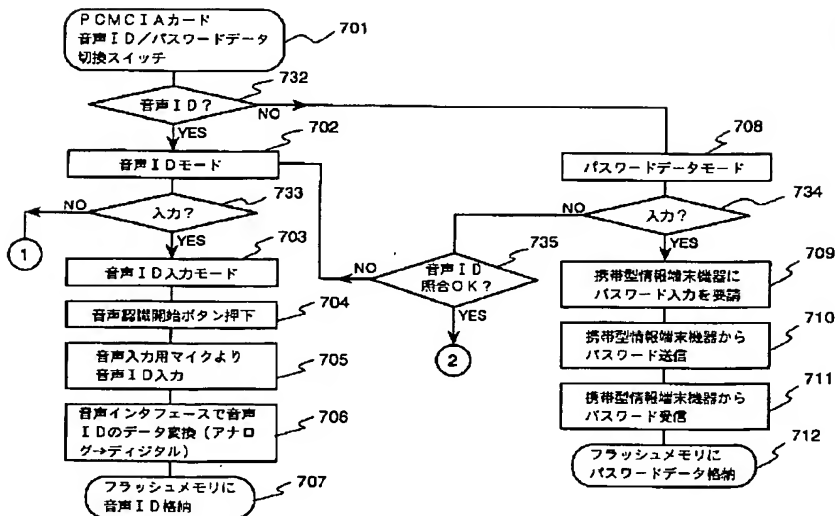 PCMCIAカード
音声ID／パスワードデータ
切換スイッチ
701
732
音声ID?
NO
YES
702
音声IDモード
733
NO
入力?
1
YES
703
音声ID入力モード
704
音声認識開始ボタン押下
音声入力用マイクより
音声ID入力
705
音声インタフェースで音声
IDのデータ変換（アナロ
グ→ディジタル）
706
フラッシュメモリに
音声ID格納
707
708
パスワードデータモード
734
NO
入力?
YES
735
NO
音声ID
照合OK?
YES
2
709
携帯型情報端末機器に
パスワード入力を要請
710
携帯型情報端末機器から
パスワード送信
711
携帯型情報端末機器から
パスワード受信
712
フラッシュメモリに
パスワードデータ格納